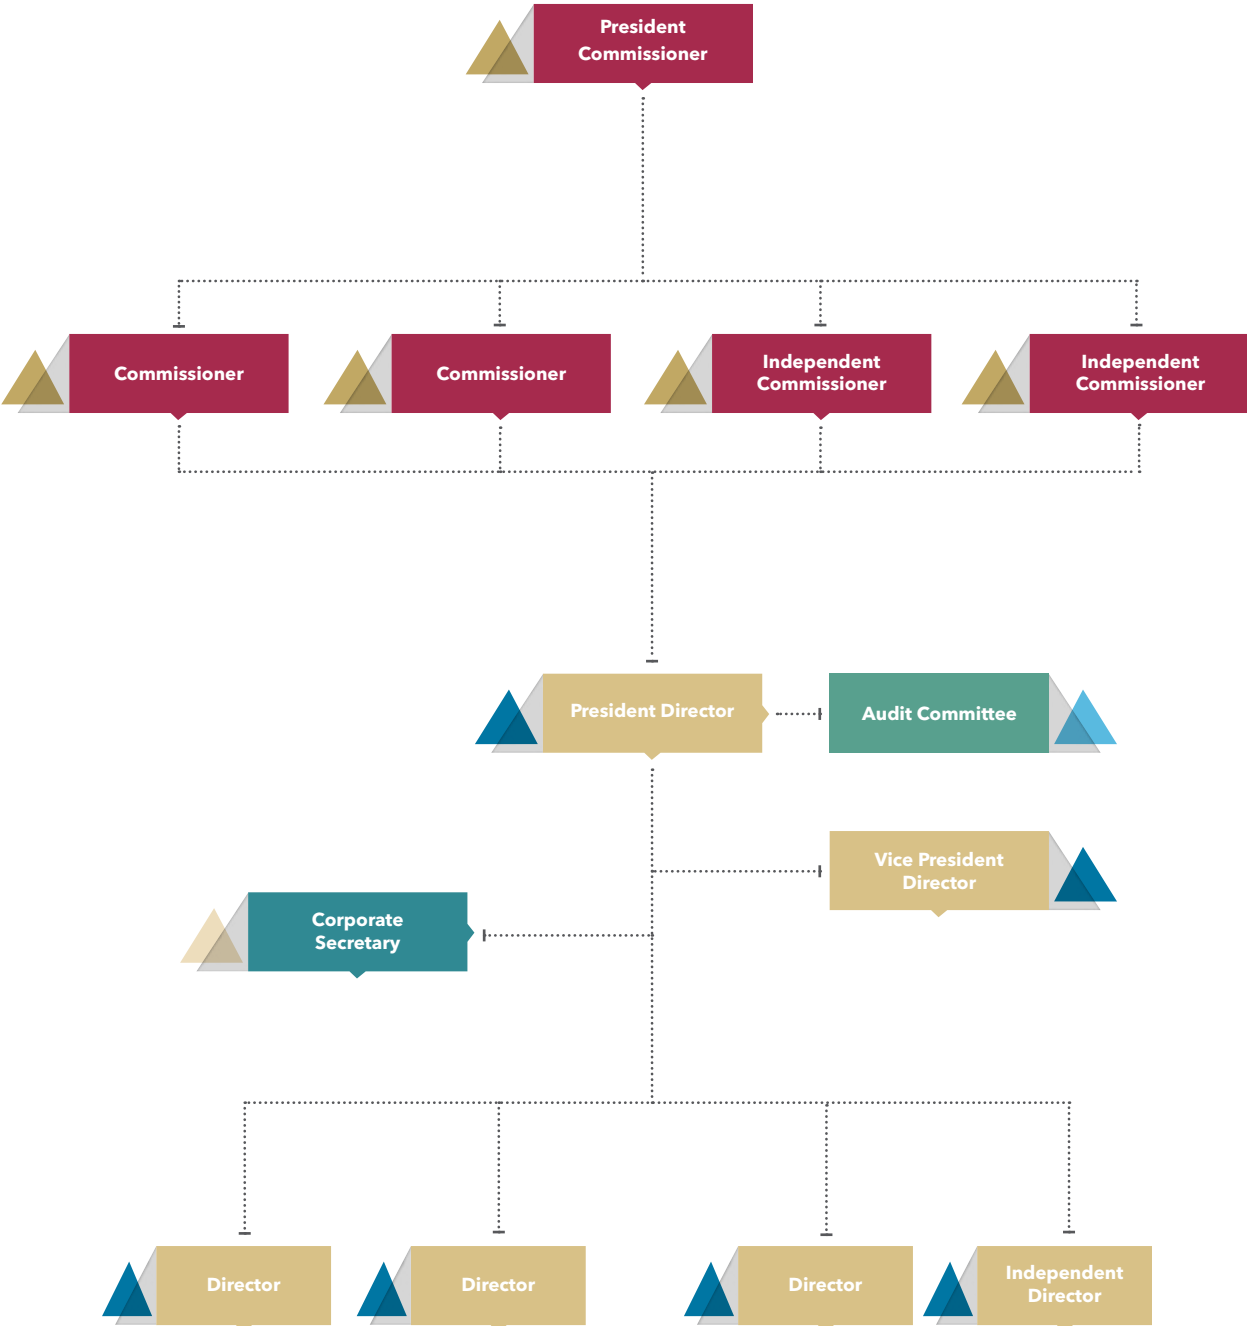 President
Commissioner
Commissioner
Commissioner
Independent
Commissioner
Independent
Commissioner
President Director
Audit Committee
Vice President
Director
Corporate
Secretary
Director
Director
Director
Independent
Director